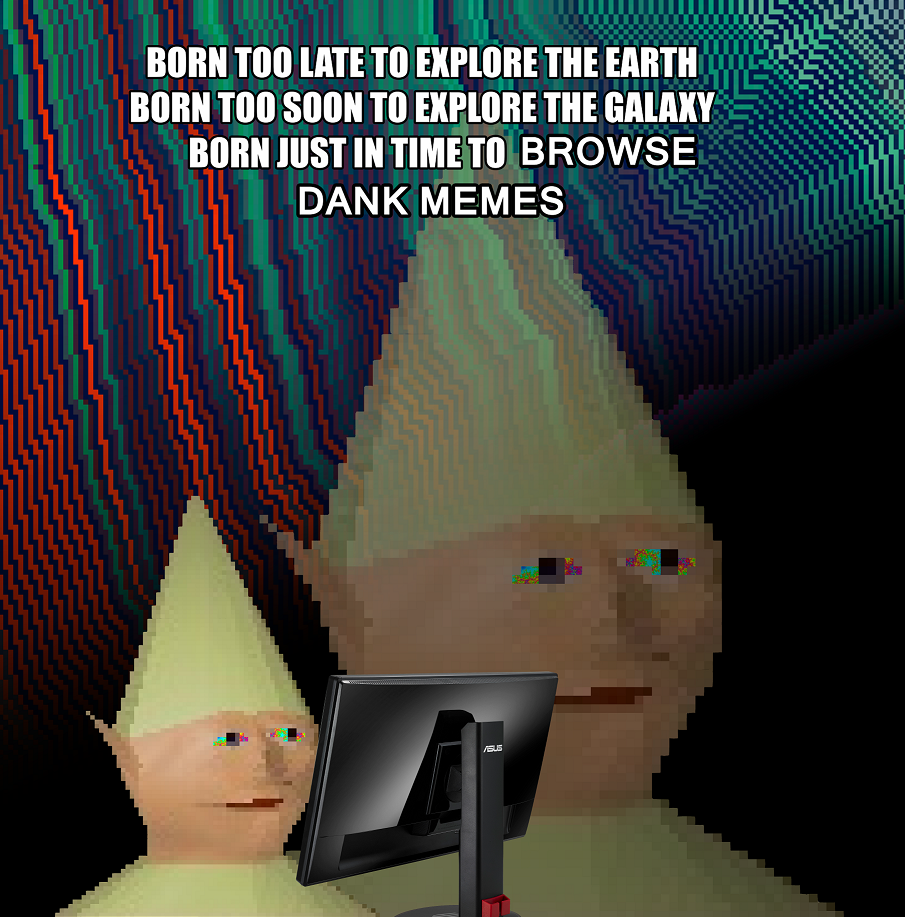 BORN TOO LATE TO EXPLORE THE EARTH
BORN TOO SOON TO EXPLORE THE GALAXY
BORN JUST IN TIME TO BROWSE
DANK MEMES
ASUS